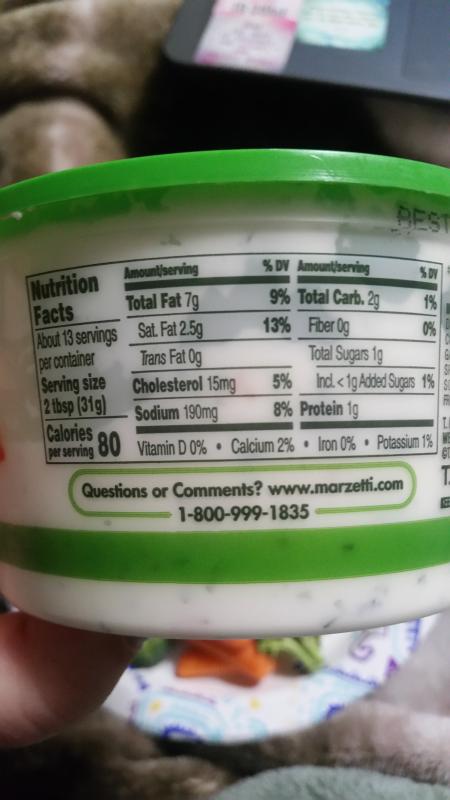 BEST
Nutrition
Facts
About 13 servings
per container
Serving size
2 tbsp (31g)
Calories
per serving 80
Amount/serving % DV
Total Fat 7g 9%
Sat. Fat 2.5g 13%
Trans Fat 0g
Cholesterol 15mg 5%
Sodium 190mg 8%
Amount/serving % DV
Total Carb. 2g 1%
Fiber 0g 0%
Total Sugars 1g
Incl. < 1g Added Sugars 1%
Protein 1g
Vitamin D 0% • Calcium 2% • Iron 0% • Potassium 1%
Questions or Comments? www.marzetti.com
1-800-999-1835